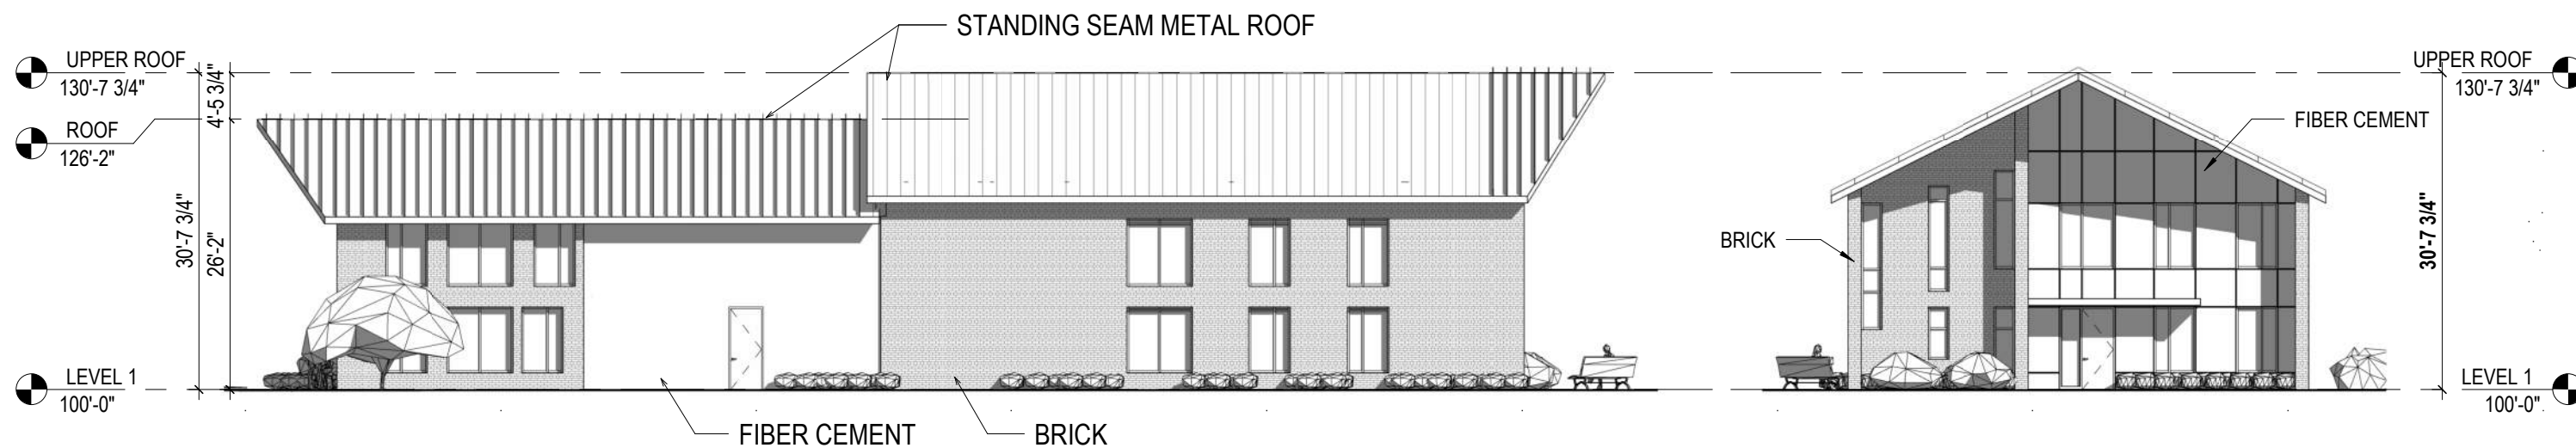 STANDING SEAM METAL ROOF
UPPER ROOF
130'-7 3/4"
ROOF
126'-2"
4'-5 3/4"
30'-7 3/4"
26'-2"
LEVEL 1
100'-0"
FIBER CEMENT
BRICK
UPPER ROOF
130'-7 3/4"
FIBER CEMENT
BRICK
30'-7 3/4"
LEVEL 1
100'-0"